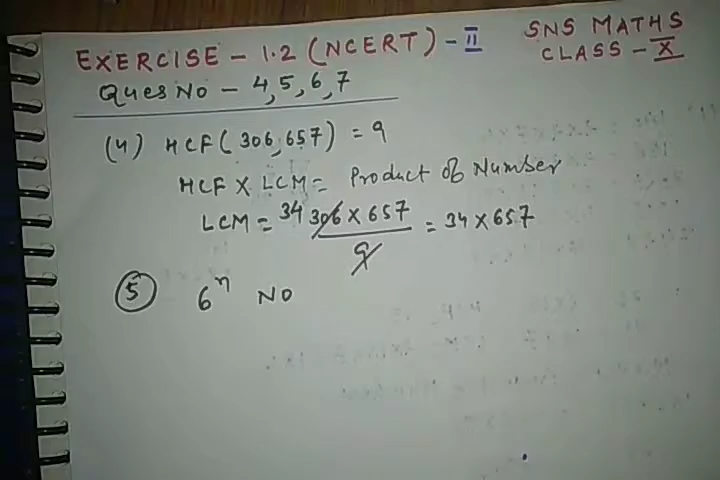 EXERCISE - 1.2 (NCERT) - II
SNS MATHS
CLASS - X
Ques No - 4,5,6,7
(4) HCF(306,657) = 9
HCF X LCM = Product of Number
LCM = 34 306 X 657 / 9 = 34 X 657
(5) 6ⁿ NO